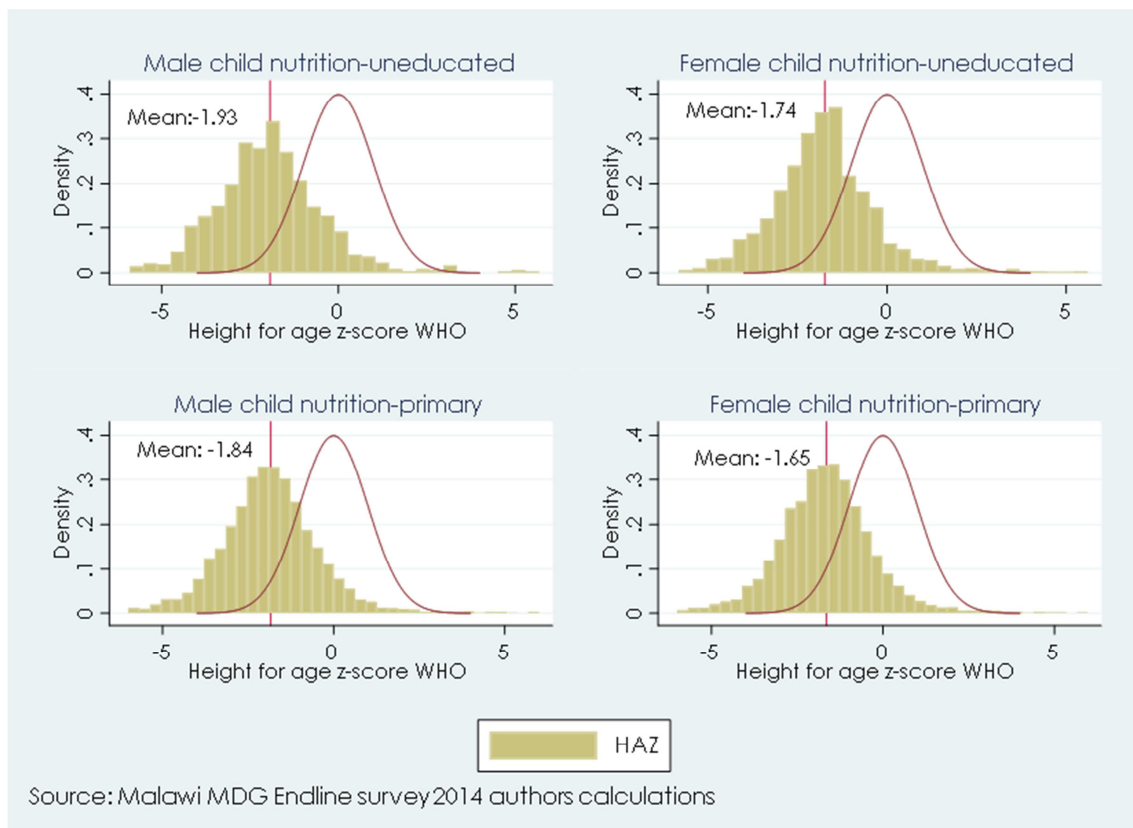 Male child nutrition-uneducated
Mean:-1.93
Density
.4
.3
.2
.1
0
-5
0
5
Height for age z-score WHO
Female child nutrition-uneducated
Mean:-1.74
Density
.4
.3
.2
.1
0
-5
0
5
Height for age z-score WHO
Male child nutrition-primary
Mean: -1.84
Density
.4
.3
.2
.1
0
-5
0
5
Height for age z-score WHO
Female child nutrition-primary
Mean: -1.65
Density
.4
.3
.2
.1
0
-5
0
5
Height for age z-score WHO
HAZ
Source: Malawi MDG Endline survey 2014 authors calculations